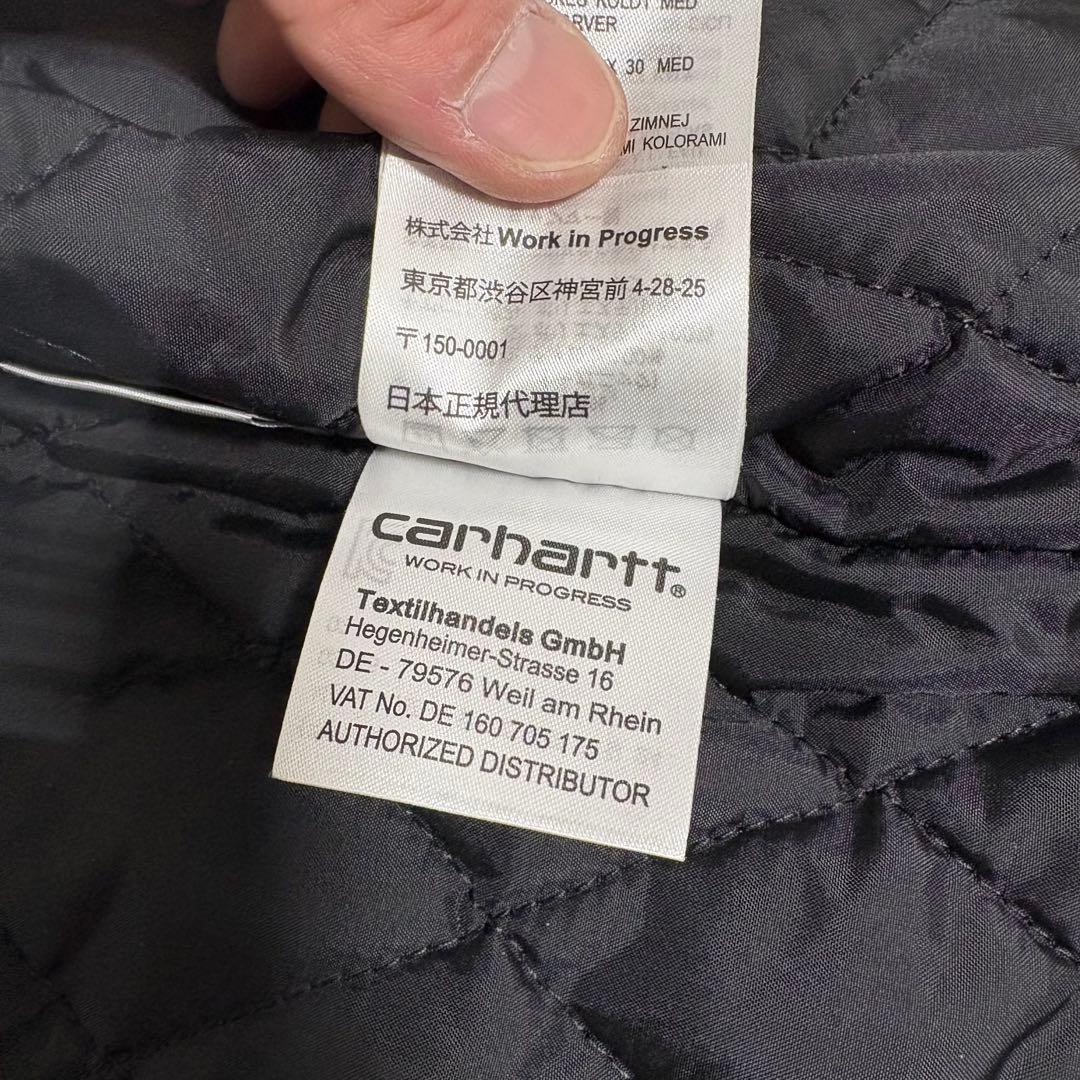 KOLDT MED
30 MED
ZIMNEJ
KOLORAMI
株式会社Work in Progress
東京都渋谷区神宮前4-28-25
〒150-0001
日本正規代理店
carhartt®
WORK IN PROGRESS
Textilhandels GmbH
Hegenheimer-Strasse 16
DE - 79576 Weil am Rhein
VAT No. DE 160 705 175
AUTHORIZED DISTRIBUTOR